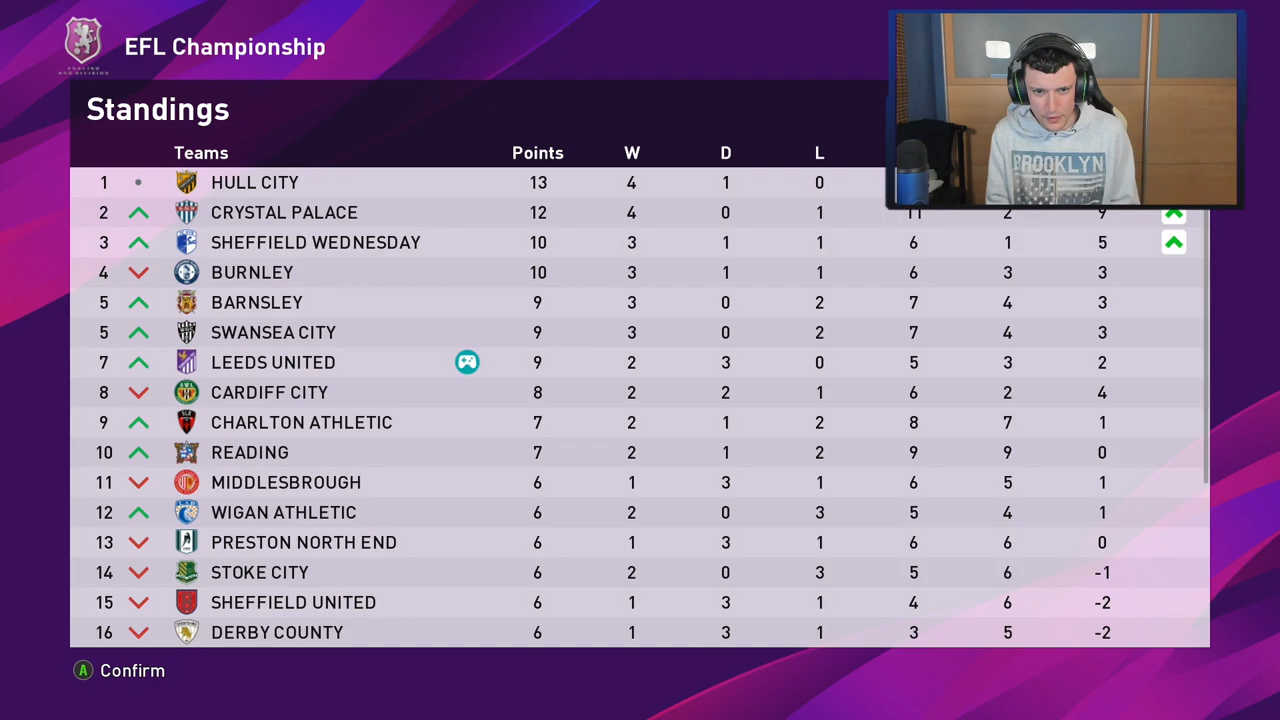 EFL Championship
Standings
Teams Points W D L
1 HULL CITY 13 4 1 0
2 CRYSTAL PALACE 12 4 0 1 11 2 9
3 SHEFFIELD WEDNESDAY 10 3 1 1 6 1 5
4 BURNLEY 10 3 1 1 6 3 3
5 BARNSLEY 9 3 0 2 7 4 3
5 SWANSEA CITY 9 3 0 2 7 4 3
7 LEEDS UNITED 9 2 3 0 5 3 2
8 CARDIFF CITY 8 2 2 1 6 2 4
9 CHARLTON ATHLETIC 7 2 1 2 8 7 1
10 READING 7 2 1 2 9 9 0
11 MIDDLESBROUGH 6 1 3 1 6 5 1
12 WIGAN ATHLETIC 6 2 0 3 5 4 1
13 PRESTON NORTH END 6 1 3 1 6 6 0
14 STOKE CITY 6 2 0 3 5 6 -1
15 SHEFFIELD UNITED 6 1 3 1 4 6 -2
16 DERBY COUNTY 6 1 3 1 3 5 -2
A Confirm
BROOKLYN